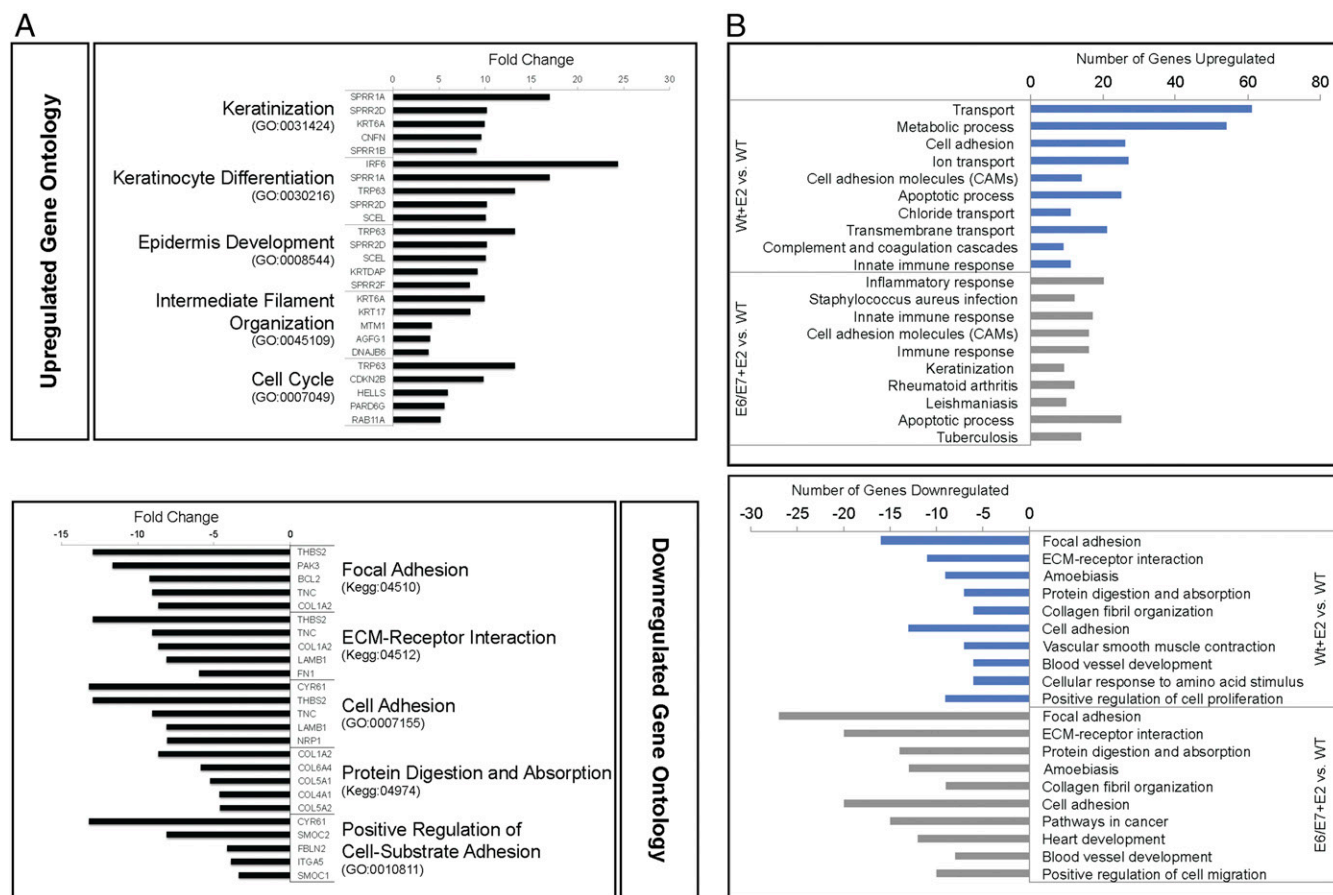 A
Upregulated Gene Ontology
Fold Change
0 5 10 15 20 25 30
Keratinization
(GO:0031424)
SPRR1A
SPRR2D
KRT6A
CNFN
SPRR1B
Keratinocyte Differentiation
(GO:0030216)
IRF6
SPRR1A
TRP63
SPRR2D
SCEL
Epidermis Development
(GO:0008544)
TRP63
SPRR2D
SCEL
KRTDAP
SPRR2F
Intermediate Filament
Organization
(GO:0045109)
KRT6A
KRT17
MTM1
AGFG1
DNAJB6
Cell Cycle
(GO:0007049)
TRP63
CDKN2B
HELLS
PARD6G
RAB11A
Fold Change
-15 -10 -5 0
THBS2
PAK3
BCL2
TNC
COL1A2
Focal Adhesion
(Kegg:04510)
THBS2
TNC
COL1A2
LAMB1
FN1
ECM-Receptor Interaction
(Kegg:04512)
CYR61
THBS2
TNC
LAMB1
NRP1
Cell Adhesion
(GO:0007155)
COL1A2
COL6A4
COL5A1
COL4A1
COL5A2
Protein Digestion and Absorption
(Kegg:04974)
CYR61
SMOC2
FBLN2
ITGA5
SMOC1
Positive Regulation of
Cell-Substrate Adhesion
(GO:0010811)
Downregulated Gene Ontology
B
Number of Genes Upregulated
0 20 40 60 80
Wt+E2 vs. WT
Transport
Metabolic process
Cell adhesion
Ion transport
Cell adhesion molecules (CAMs)
Apoptotic process
Chloride transport
Transmembrane transport
Complement and coagulation cascades
Innate immune response
E6/E7+E2 vs. WT
Inflammatory response
Staphylococcus aureus infection
Innate immune response
Cell adhesion molecules (CAMs)
Immune response
Keratinization
Rheumatoid arthritis
Leishmaniasis
Apoptotic process
Tuberculosis
Number of Genes Downregulated
-30 -25 -20 -15 -10 -5 0
Focal adhesion
ECM-receptor interaction
Amoebiasis
Protein digestion and absorption
Collagen fibril organization
Cell adhesion
Vascular smooth muscle contraction
Blood vessel development
Cellular response to amino acid stimulus
Positive regulation of cell proliferation
Wt+E2 vs. WT
Focal adhesion
ECM-receptor interaction
Protein digestion and absorption
Amoebiasis
Collagen fibril organization
Cell adhesion
Pathways in cancer
Heart development
Blood vessel development
Positive regulation of cell migration
E6/E7+E2 vs. WT